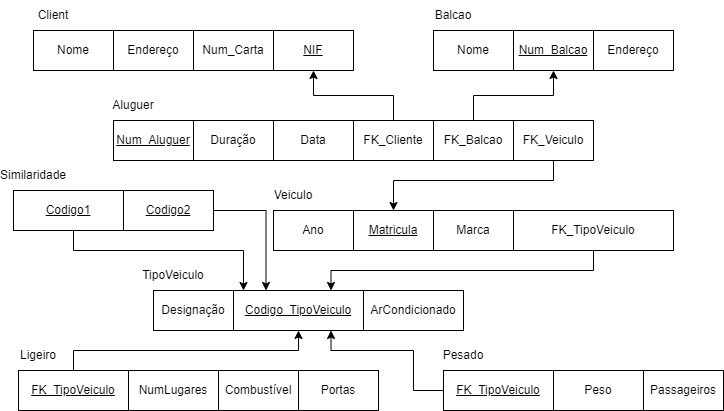 Client
Balcao
Nome Endereço Num_Carta NIF
Nome Num_Balcao Endereço
Aluguer
Num_Aluguer Duração Data FK_Cliente FK_Balcao FK_Veiculo
Similaridade
Codigo1 Codigo2
Veiculo
Ano Matricula Marca FK_TipoVeiculo
TipoVeiculo
Designação Codigo_TipoVeiculo ArCondicionado
Ligeiro
Pesado
FK_TipoVeiculo NumLugares Combustível Portas
FK_TipoVeiculo Peso Passageiros